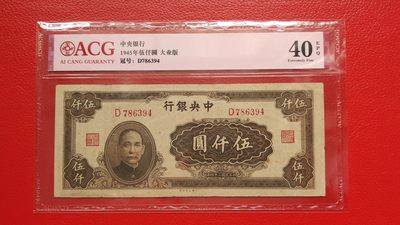 ACG
AI CANG GUARANTY
中央银行
1945年伍仟圆 大业版
冠号: D786394
40
EPQ
Extremely Fine
伍仟
行銀央中
伍仟
D786394
D786394
圓仟伍
伍仟
伍仟